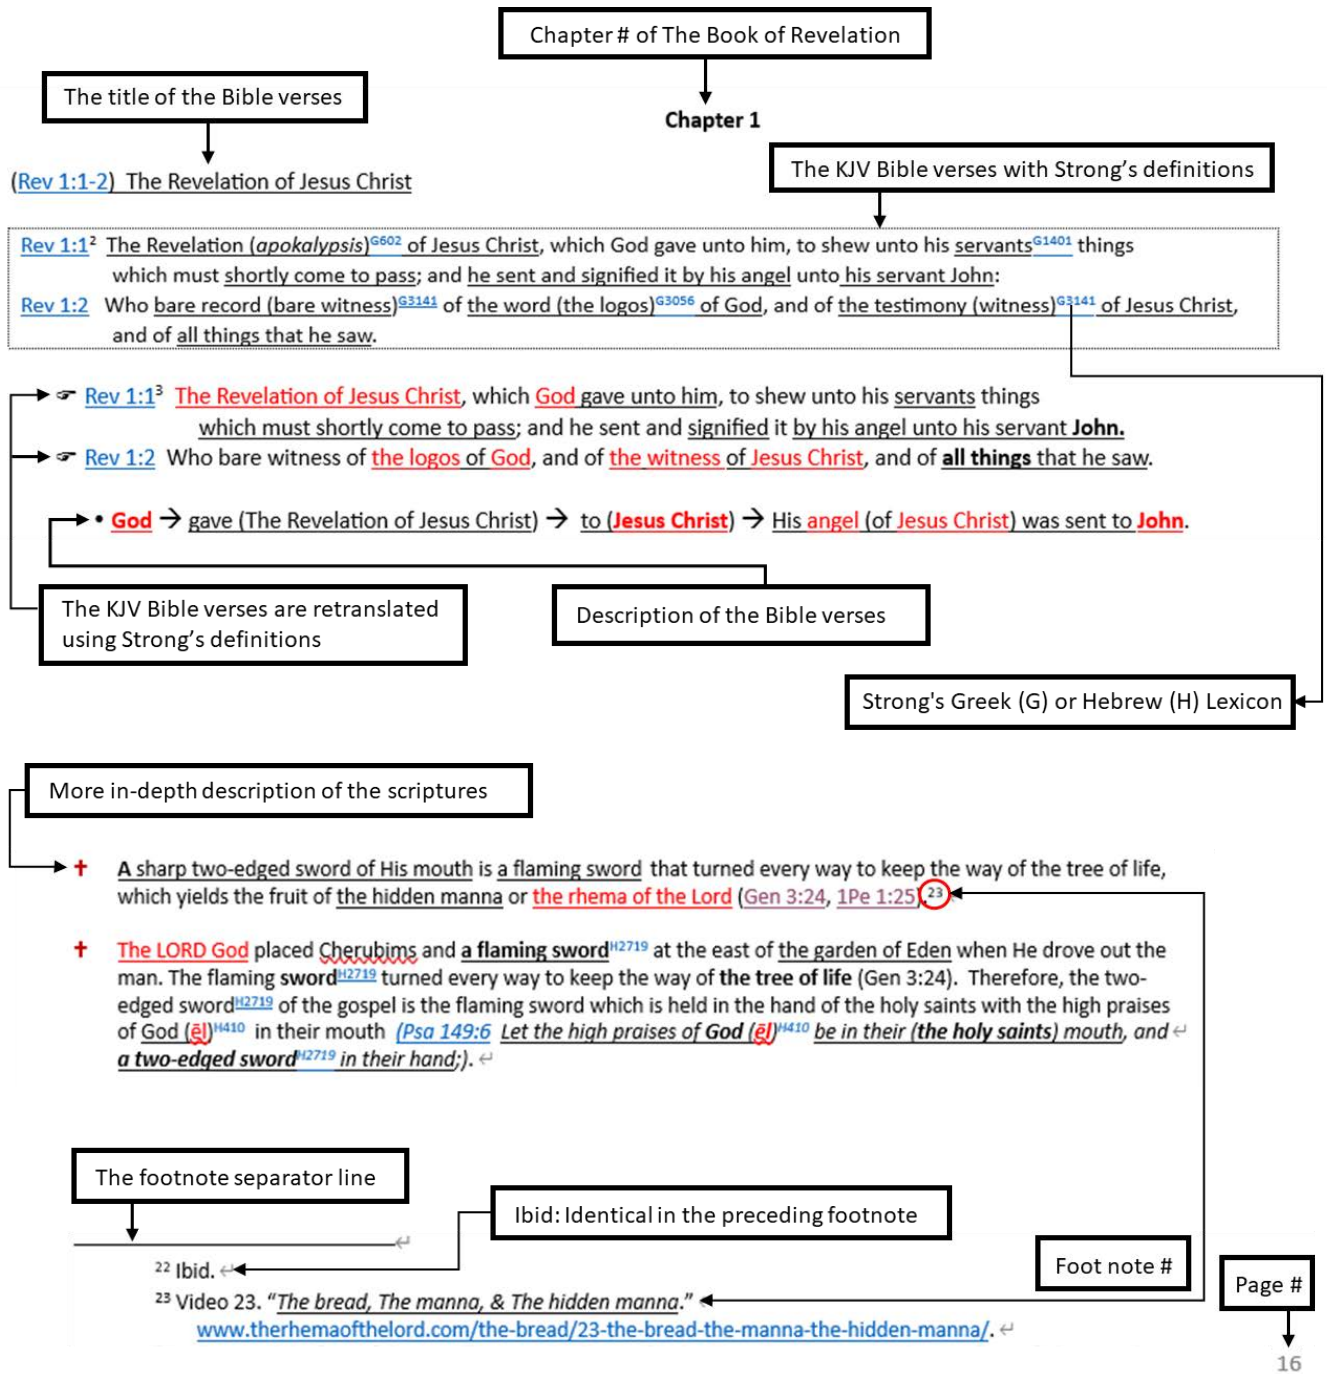 Chapter # of The Book of Revelation
The title of the Bible verses
Chapter 1
The KJV Bible verses with Strong’s definitions
(Rev 1:1-2) The Revelation of Jesus Christ
Rev 1:1² The Revelation (apokalypsis)G602 of Jesus Christ, which God gave unto him, to shew unto his servantsG1401 things
which must shortly come to pass; and he sent and signified it by his angel unto his servant John:
Rev 1:2 Who bare record (bare witness)G3141 of the word (the logos)G3056 of God, and of the testimony (witness)G3141 of Jesus Christ,
and of all things that he saw.
☞ Rev 1:1³ The Revelation of Jesus Christ, which God gave unto him, to shew unto his servants things
which must shortly come to pass; and he sent and signified it by his angel unto his servant John.
☞ Rev 1:2 Who bare witness of the logos of God, and of the witness of Jesus Christ, and of all things that he saw.
• God → gave (The Revelation of Jesus Christ) → to (Jesus Christ) → His angel (of Jesus Christ) was sent to John.
The KJV Bible verses are retranslated
using Strong’s definitions
Description of the Bible verses
Strong's Greek (G) or Hebrew (H) Lexicon
More in-depth description of the scriptures
✝ A sharp two-edged sword of His mouth is a flaming sword that turned every way to keep the way of the tree of life,
which yields the fruit of the hidden manna or the rhema of the Lord (Gen 3:24, 1Pe 1:25).²³
✝ The LORD God placed Cherubims and a flaming swordH2719 at the east of the garden of Eden when He drove out the
man. The flaming swordH2719 turned every way to keep the way of the tree of life (Gen 3:24). Therefore, the two-
edged swordH2719 of the gospel is the flaming sword which is held in the hand of the holy saints with the high praises
of God (ēl)H410 in their mouth (Psa 149:6 Let the high praises of God (ēl)H410 be in their (the holy saints) mouth, and ↵
a two-edged swordH2719 in their hand;). ↵
The footnote separator line
Ibid: Identical in the preceding footnote
↵
Foot note #
Page #
²² Ibid. ↵
²³ Video 23. “The bread, The manna, & The hidden manna.”
www.therhemaofthelord.com/the-bread/23-the-bread-the-manna-the-hidden-manna/. ↵
16